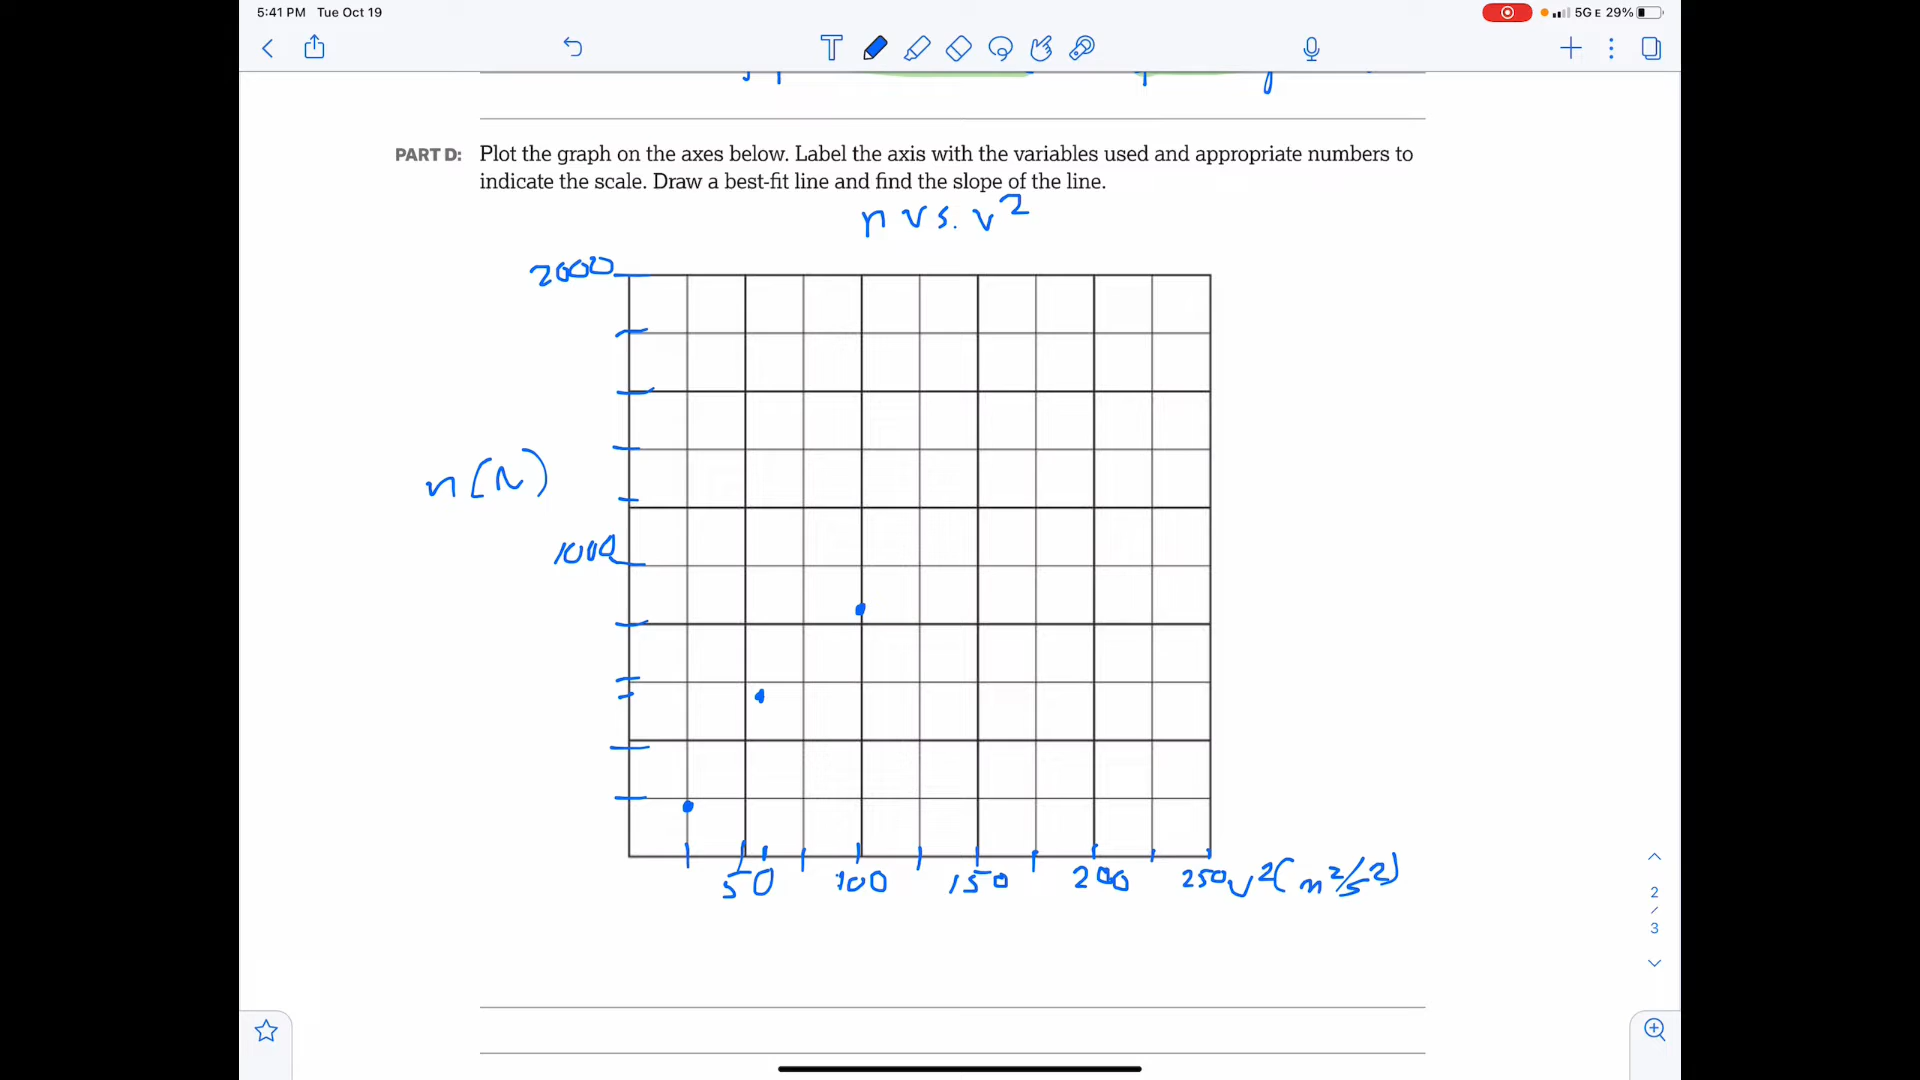 5:41 PM Tue Oct 19
5G E 29%
T
PART D: Plot the graph on the axes below. Label the axis with the variables used and appropriate numbers to
indicate the scale. Draw a best-fit line and find the slope of the line.
n vs. v²
2000
n (N)
1000
50 100 150 200 250 v² (m²/s²)
2
/
3